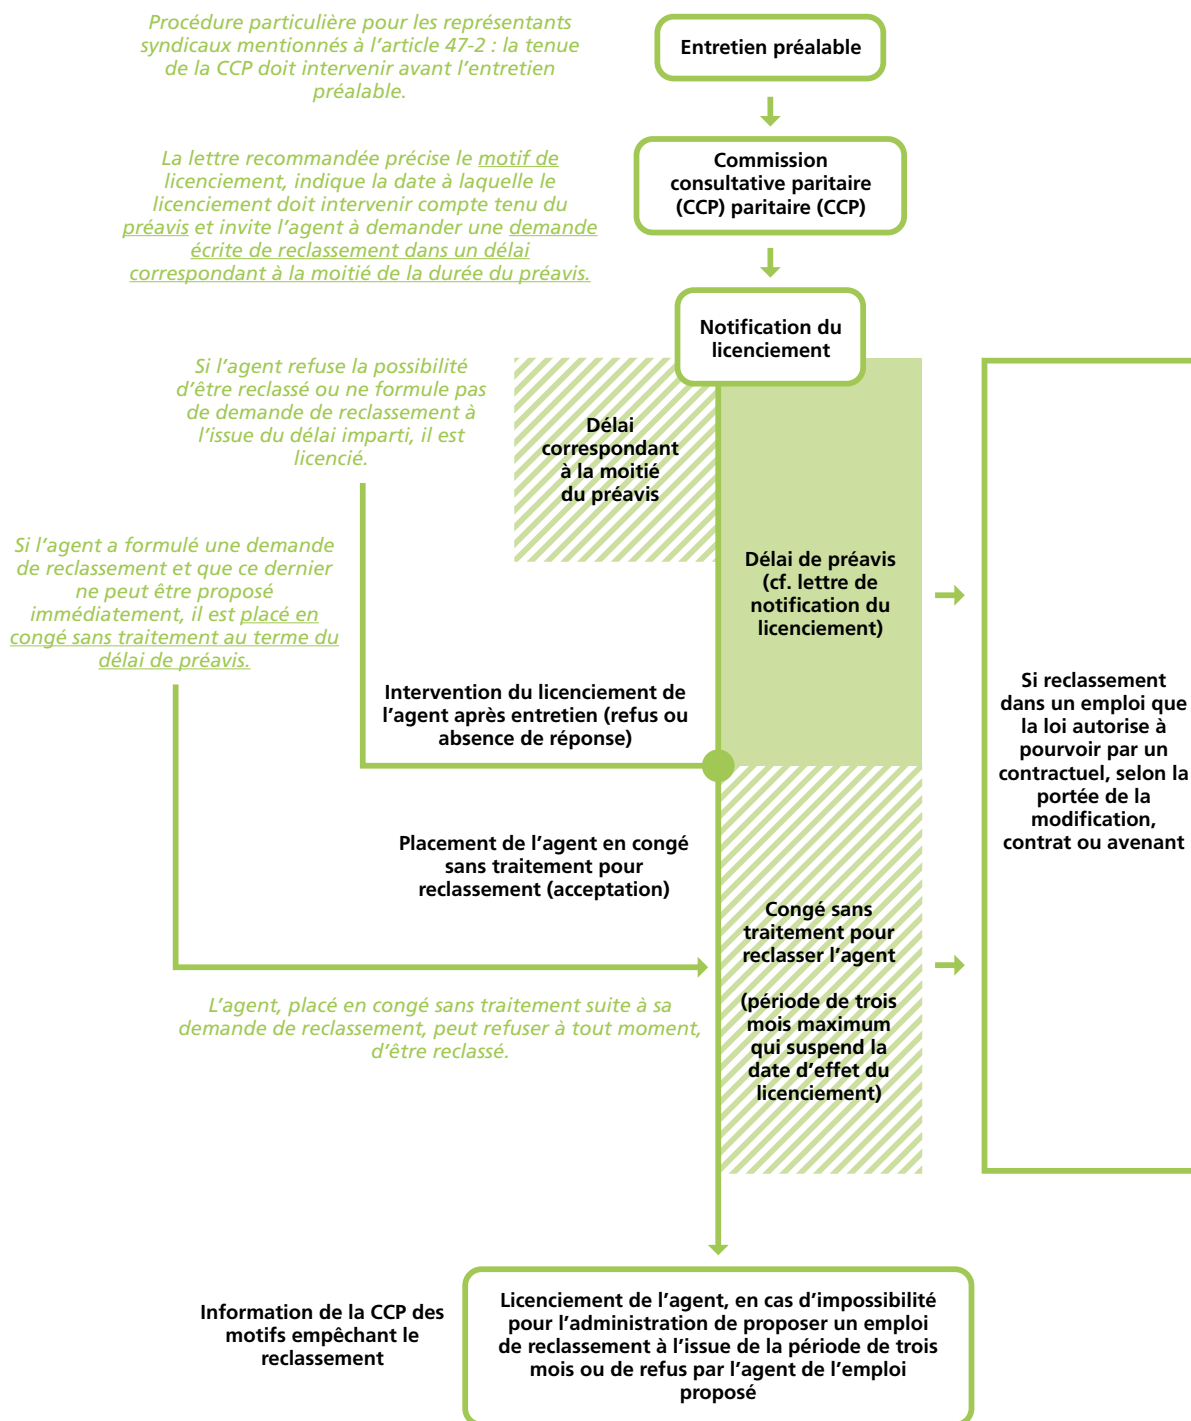 Procédure particulière pour les représentants
syndicaux mentionnés à l’article 47-2 : la tenue
de la CCP doit intervenir avant l’entretien
préalable.
Entretien préalable
La lettre recommandée précise le motif de
licenciement, indique la date à laquelle le
licenciement doit intervenir compte tenu du
préavis et invite l’agent à demander une demande
écrite de reclassement dans un délai
correspondant à la moitié de la durée du préavis.
Commission
consultative paritaire
(CCP) paritaire (CCP)
Notification du
licenciement
Si l’agent refuse la possibilité
d’être reclassé ou ne formule pas
de demande de reclassement à
l’issue du délai imparti, il est
licencié.
Délai
correspondant
à la moitié
du préavis
Si l’agent a formulé une demande
de reclassement et que ce dernier
ne peut être proposé
immédiatement, il est placé en
congé sans traitement au terme du
délai de préavis.
Délai de préavis
(cf. lettre de
notification du
licenciement)
Si reclassement
dans un emploi que
la loi autorise à
pourvoir par un
contractuel, selon la
portée de la
modification,
contrat ou avenant
Intervention du licenciement de
l’agent après entretien (refus ou
absence de réponse)
Placement de l’agent en congé
sans traitement pour
reclassement (acceptation)
Congé sans
traitement pour
reclasser l’agent
(période de trois
mois maximum
qui suspend la
date d’effet du
licenciement)
L’agent, placé en congé sans traitement suite à sa
demande de reclassement, peut refuser à tout moment,
d’être reclassé.
Information de la CCP des
motifs empêchant le
reclassement
Licenciement de l’agent, en cas d’impossibilité
pour l’administration de proposer un emploi
de reclassement à l’issue de la période de trois
mois ou de refus par l’agent de l’emploi
proposé